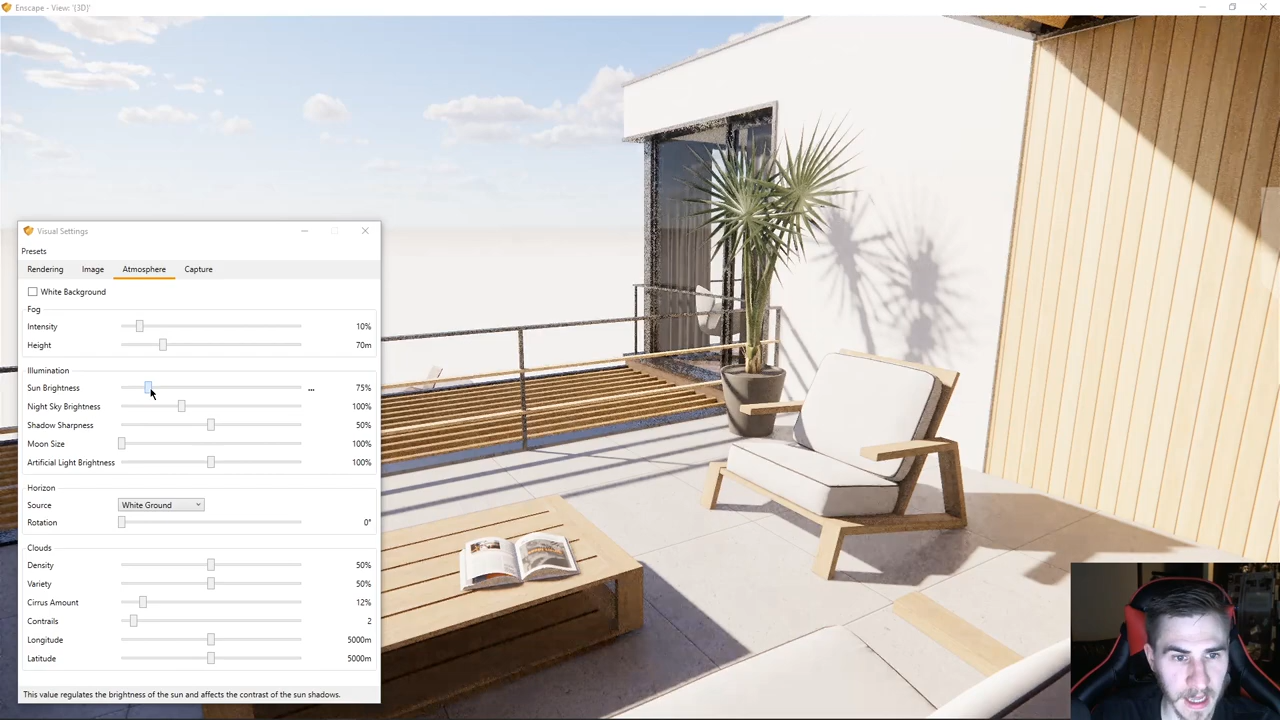 Enscape - View: '{3D}'
Visual Settings
Presets
Rendering Image Atmosphere Capture
White Background
Fog
Intensity 10%
Height 70m
Illumination
Sun Brightness ... 75%
Night Sky Brightness 100%
Shadow Sharpness 50%
Moon Size 100%
Artificial Light Brightness 100%
Horizon
Source White Ground
Rotation 0°
Clouds
Density 50%
Variety 50%
Cirrus Amount 12%
Contrails 2
Longitude 5000m
Latitude 5000m
This value regulates the brightness of the sun and affects the contrast of the sun shadows.